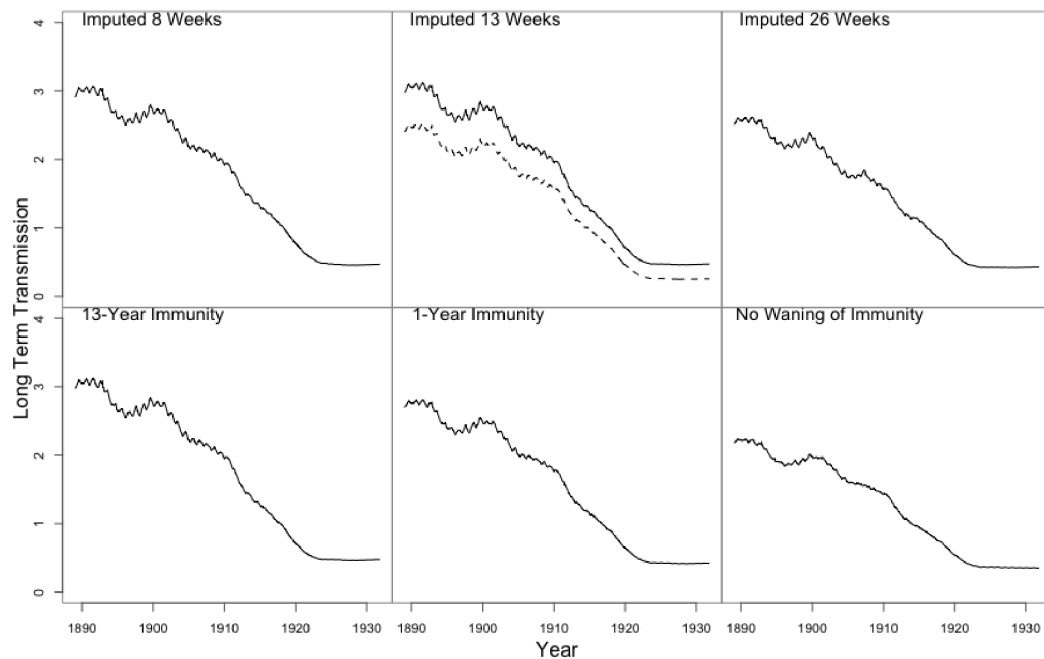 Imputed 8 Weeks
Imputed 13 Weeks
Imputed 26 Weeks
4
3
2
1
0
Long Term Transmission
13-Year Immunity
1-Year Immunity
No Waning of Immunity
4
3
2
1
0
1890 1900 1910 1920 1930
1890 1900 1910 1920 1930
1890 1900 1910 1920 1930
Year